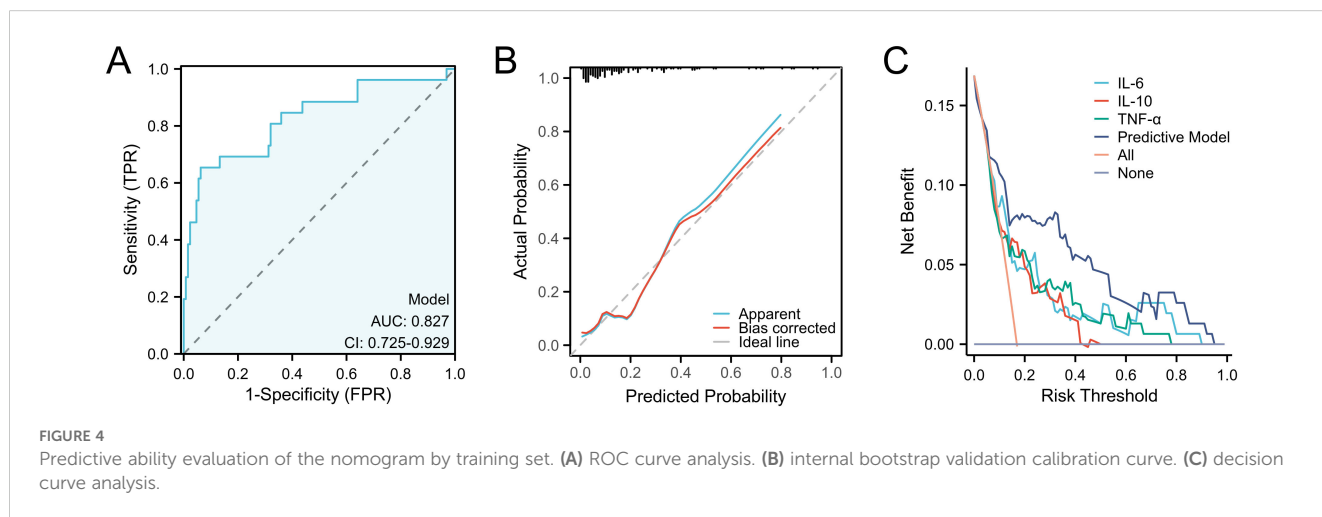 A
Sensitivity (TPR)
1.0
0.8
0.6
0.4
0.2
0.0
Model
AUC: 0.827
CI: 0.725-0.929
0.0 0.2 0.4 0.6 0.8 1.0
1-Specificity (FPR)
B
Actual Probability
1.0
0.8
0.6
0.4
0.2
0.0
Apparent
Bias corrected
Ideal line
0.0 0.2 0.4 0.6 0.8 1.0
Predicted Probability
C
Net Benefit
0.15
0.10
0.05
0.00
IL-6
IL-10
TNF-α
Predictive Model
All
None
0.0 0.2 0.4 0.6 0.8 1.0
Risk Threshold
FIGURE 4
Predictive ability evaluation of the nomogram by training set. (A) ROC curve analysis. (B) internal bootstrap validation calibration curve. (C) decision
curve analysis.